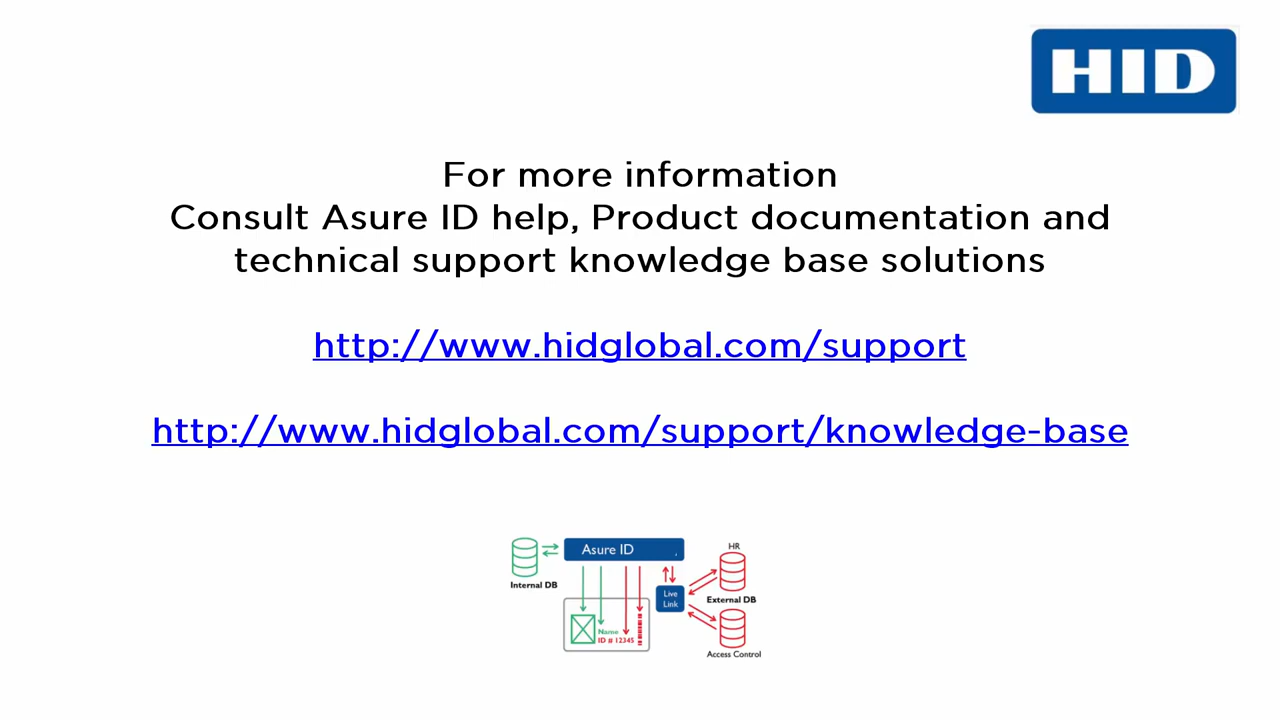 HID
For more information
Consult Asure ID help, Product documentation and
technical support knowledge base solutions
http://www.hidglobal.com/support
http://www.hidglobal.com/support/knowledge-base
Asure ID
HR
Internal DB
Live
Link
External DB
Name
ID # 12345
Access Control